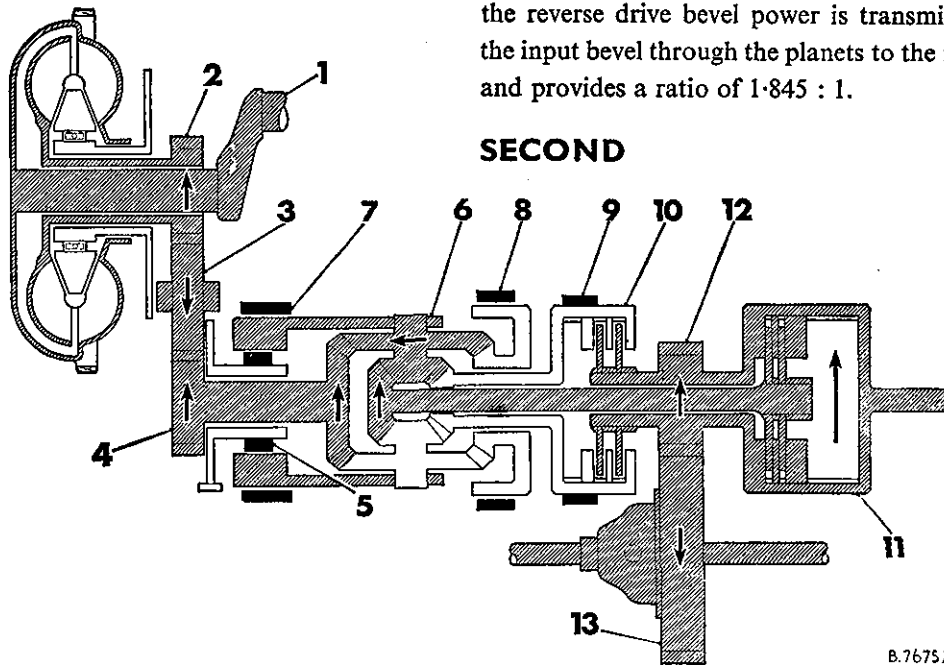 the reverse drive bevel power is transmi
the input bevel through the planets to the
and provides a ratio of 1·845 : 1.
SECOND
2
1
3
7
6
8
9
10
12
4
5
11
13
B.7675